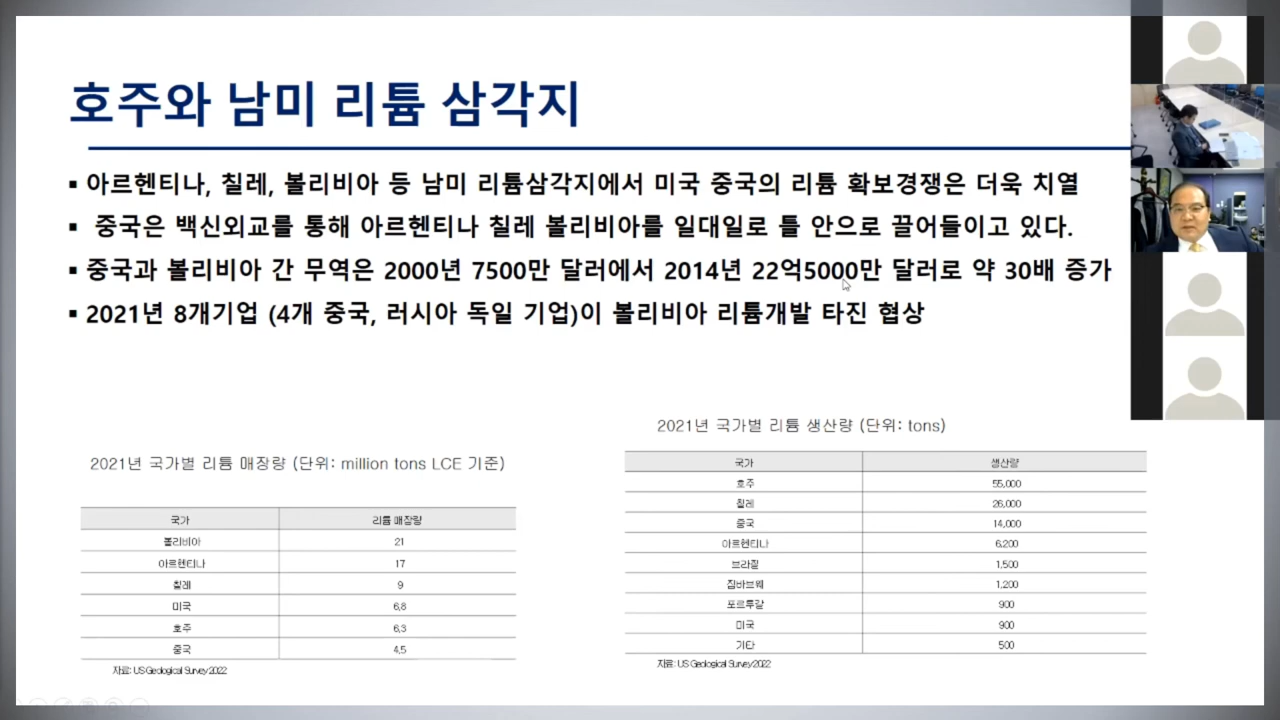 호주와 남미 리튬 삼각지
▪ 아르헨티나, 칠레, 볼리비아 등 남미 리튬삼각지에서 미국 중국의 리튬 확보경쟁은 더욱 치열
▪ 중국은 백신외교를 통해 아르헨티나 칠레 볼리비아를 일대일로 틀 안으로 끌어들이고 있다.
▪ 중국과 볼리비아 간 무역은 2000년 7500만 달러에서 2014년 22억5000만 달러로 약 30배 증가
▪ 2021년 8개기업 (4개 중국, 러시아 독일 기업)이 볼리비아 리튬개발 타진 협상
2021년 국가별 리튬 매장량 (단위: million tons LCE 기준)
국가 리튬 매장량
볼리비아 21
아르헨티나 17
칠레 9
미국 6.8
호주 6.3
중국 4.5
자료: US Geological Survey 2022
2021년 국가별 리튬 생산량 (단위: tons)
국가 생산량
호주 55,000
칠레 26,000
중국 14,000
아르헨티나 6,200
브라질 1,500
짐바브웨 1,200
포르투갈 900
미국 900
기타 500
자료: US Geological Survey 2022